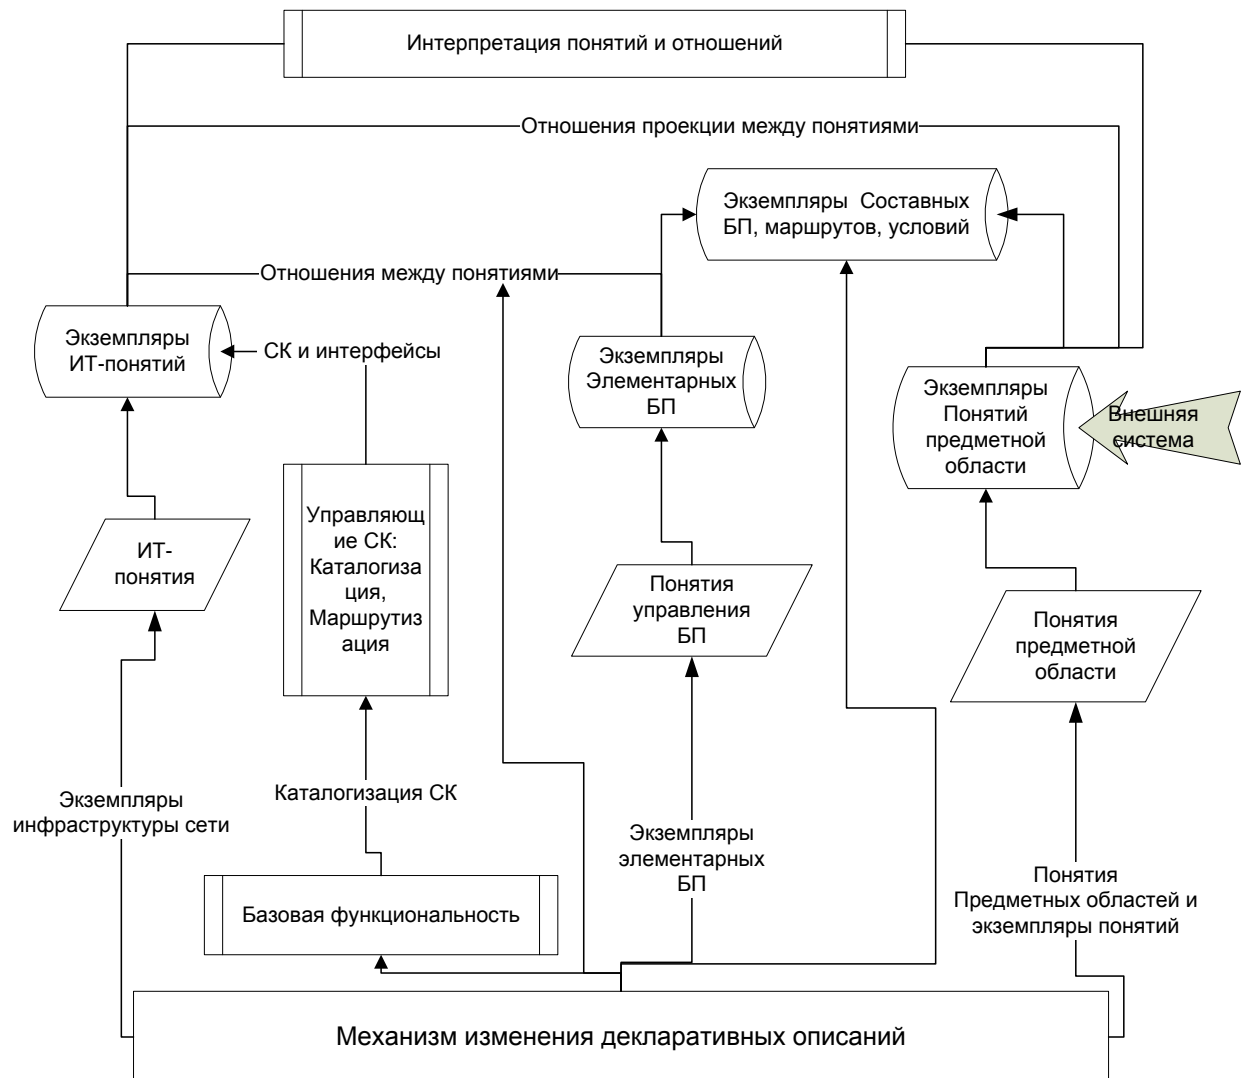 Интерпретация понятий и отношений
Отношения проекции между понятиями
Экземпляры Составных
БП, маршрутов, условий
Отношения между понятиями
Экземпляры
ИТ-понятий
СК и интерфейсы
Экземпляры
Элементарных
БП
Экземпляры
Понятий
предметной
области
Внешняя
система
Управляющ
ие СК:
Каталогиза
ция,
Маршрутиз
ация
ИТ-
понятия
Понятия
управления
БП
Понятия
предметной
области
Экземпляры
инфраструктуры сети
Каталогизация СК
Экземпляры
элементарных
БП
Понятия
Предметных областей и
экземпляры понятий
Базовая функциональность
Механизм изменения декларативных описаний